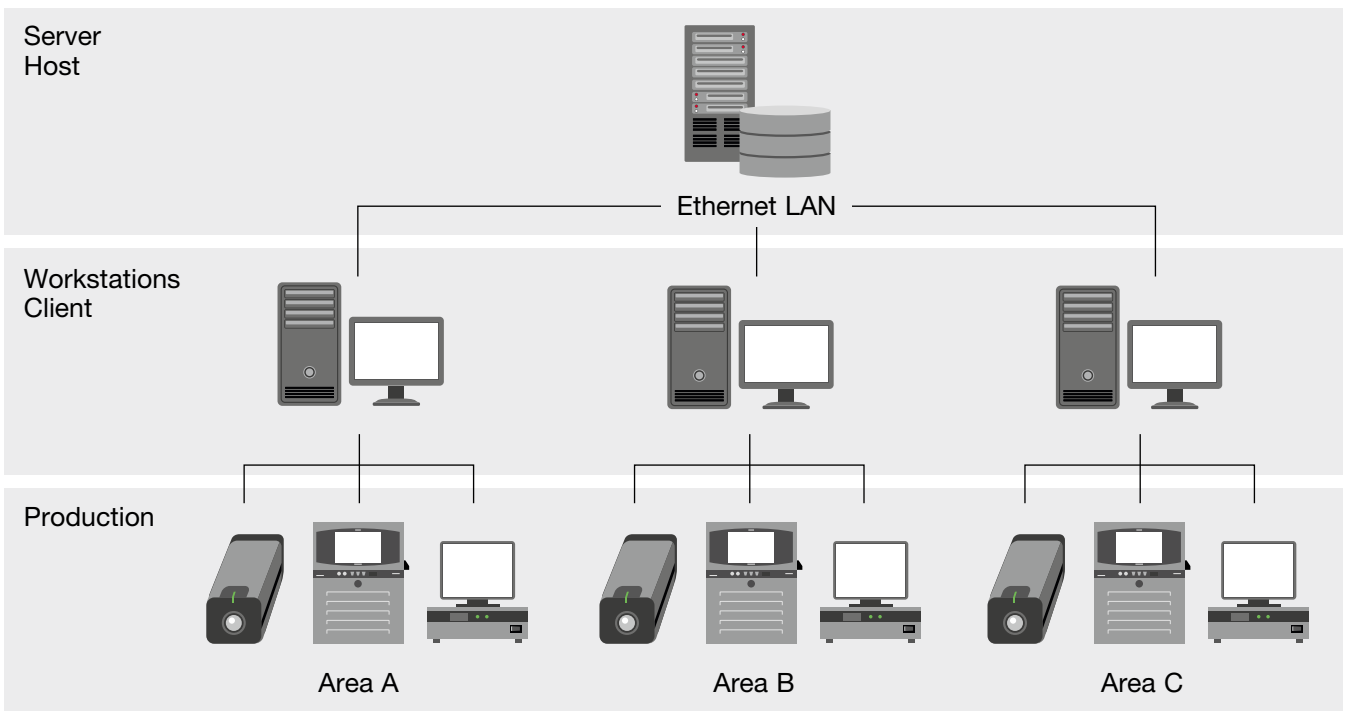 Server
Host
Ethernet LAN
Workstations
Client
Production
Area A
Area B
Area C